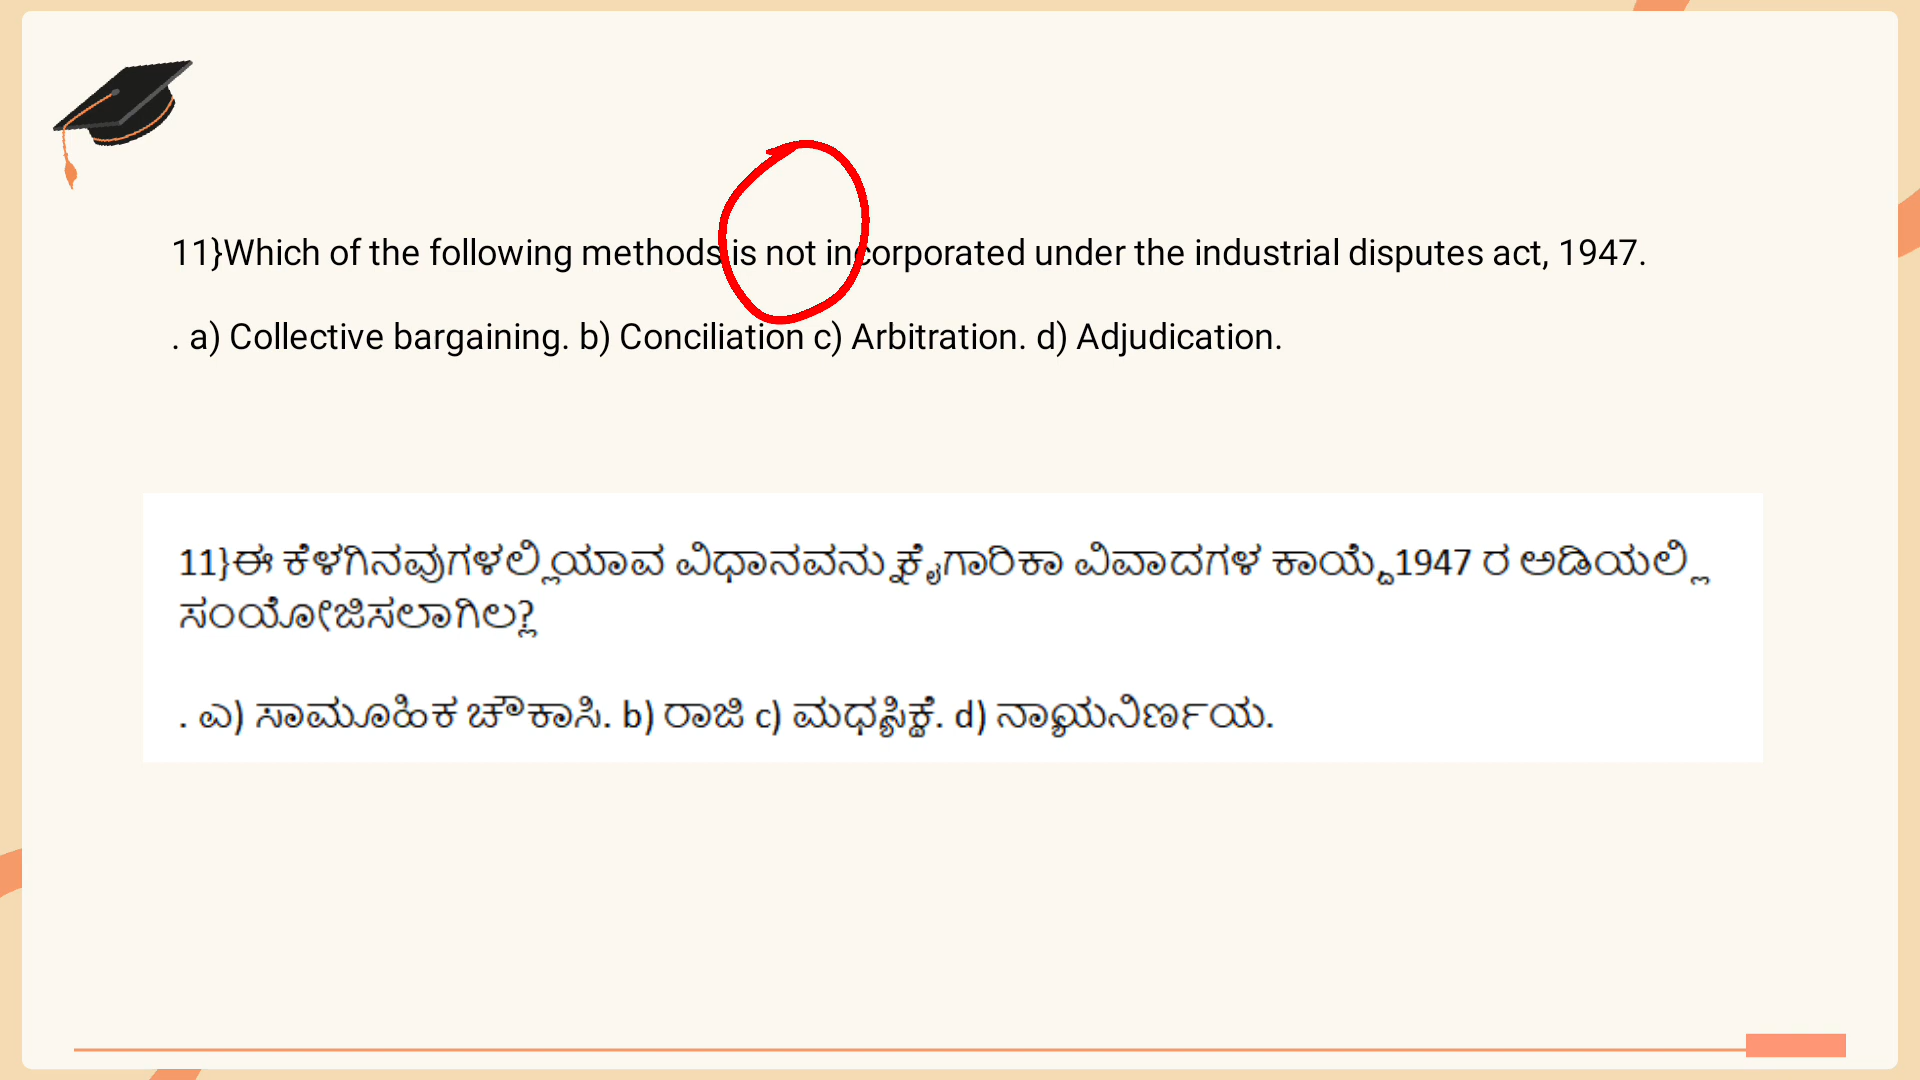 11}Which of the following methods is not incorporated under the industrial disputes act, 1947.
. a) Collective bargaining. b) Conciliation c) Arbitration. d) Adjudication.
11}ಈ ಕೆಳಗಿನವುಗಳಲ್ಲಿ ಯಾವ ವಿಧಾನವನ್ನು ಕೈಗಾರಿಕಾ ವಿವಾದಗಳ ಕಾಯ್ದೆ, 1947 ರ ಅಡಿಯಲ್ಲಿ
ಸಂಯೋಜಿಸಲಾಗಿಲ್ಲ?
. ಎ) ಸಾಮೂಹಿಕ ಚೌಕಾಸಿ. b) ರಾಜಿ c) ಮಧ್ಯಸ್ಥಿಕೆ. d) ನ್ಯಾಯನಿರ್ಣಯ.